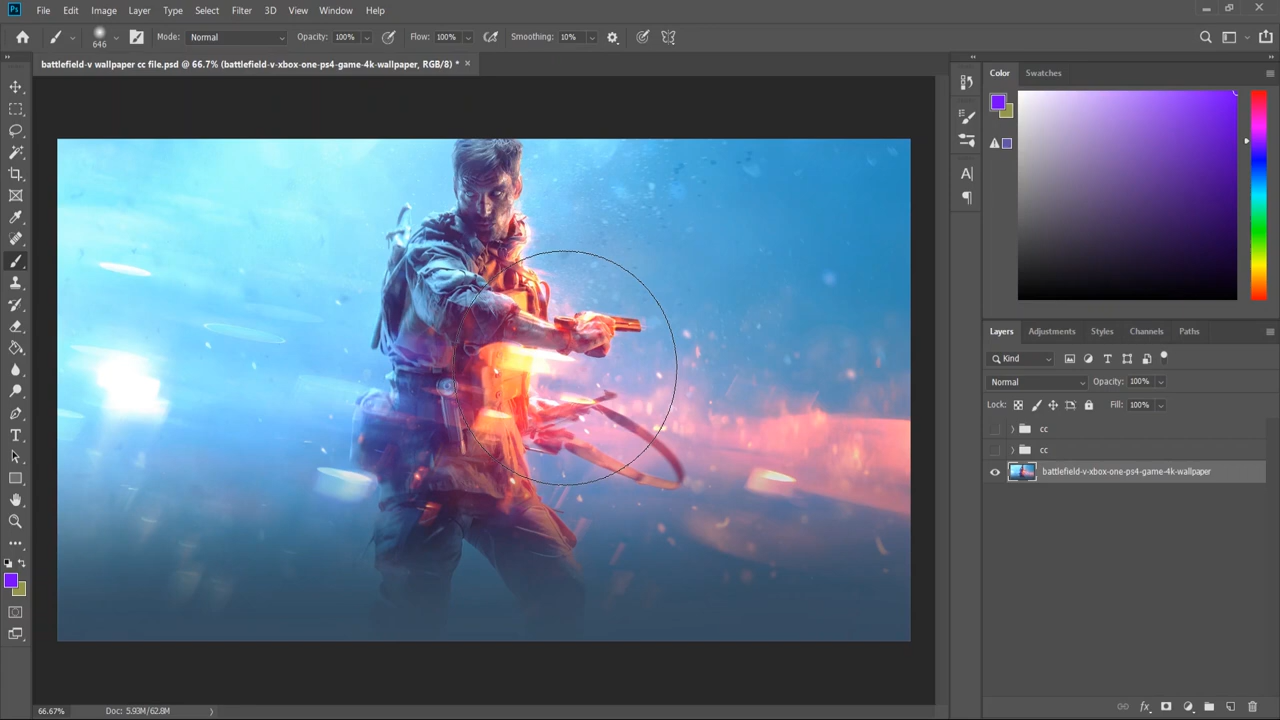 Ps File Edit Image Layer Type Select Filter 3D View Window Help
646 Mode: Normal Opacity: 100% Flow: 100% Smoothing: 10%
battlefield-v wallpaper cc file.psd @ 66.7% (battlefield-v-xbox-one-ps4-game-4k-wallpaper, RGB/8) *
Color Swatches
A
Layers Adjustments Styles Channels Paths
Kind
Normal Opacity: 100%
Lock: Fill: 100%
cc
cc
battlefield-v-xbox-one-ps4-game-4k-wallpaper
T
66.67% Doc: 5.93M/62.8M
fx